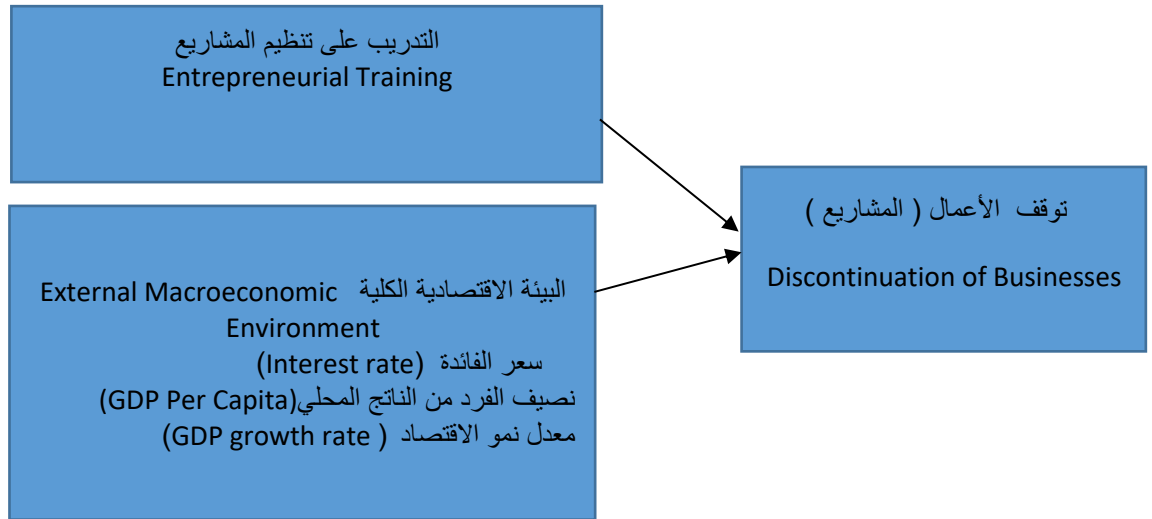 التدريب على تنظيم المشاريع
Entrepreneurial Training
البيئة الاقتصادية الكلية External Macroeconomic
Environment
سعر الفائدة (Interest rate)
نصيف الفرد من الناتج المحلي(GDP Per Capita)
معدل نمو الاقتصاد ( GDP growth rate)
توقف الأعمال ( المشاريع )
Discontinuation of Businesses